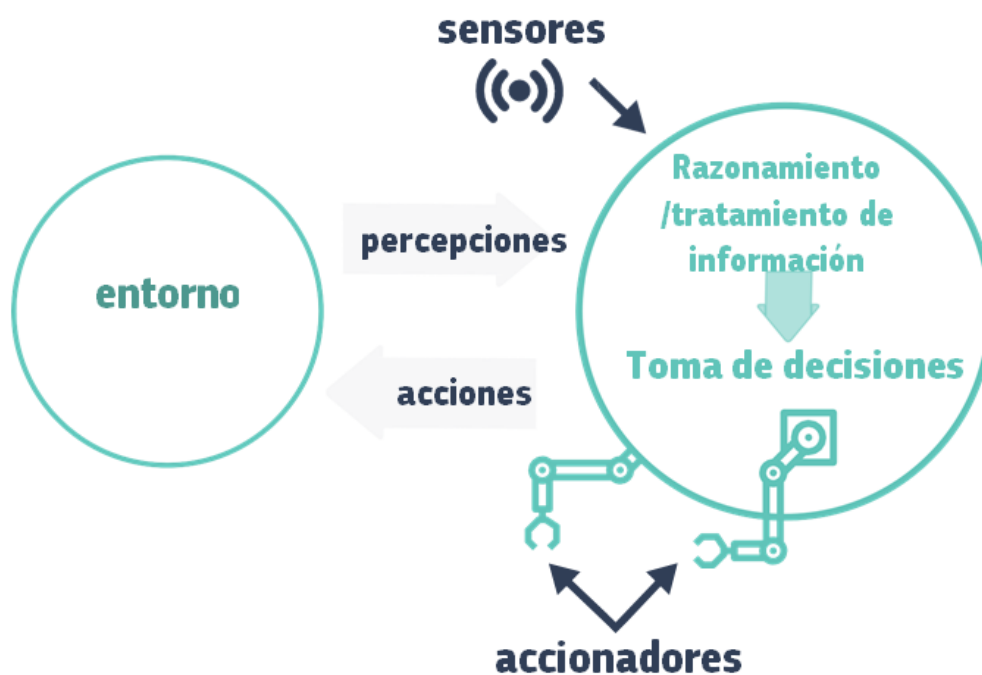 sensores
Razonamiento
/tratamiento de
información
percepciones
entorno
Toma de decisiones
acciones
accionadores